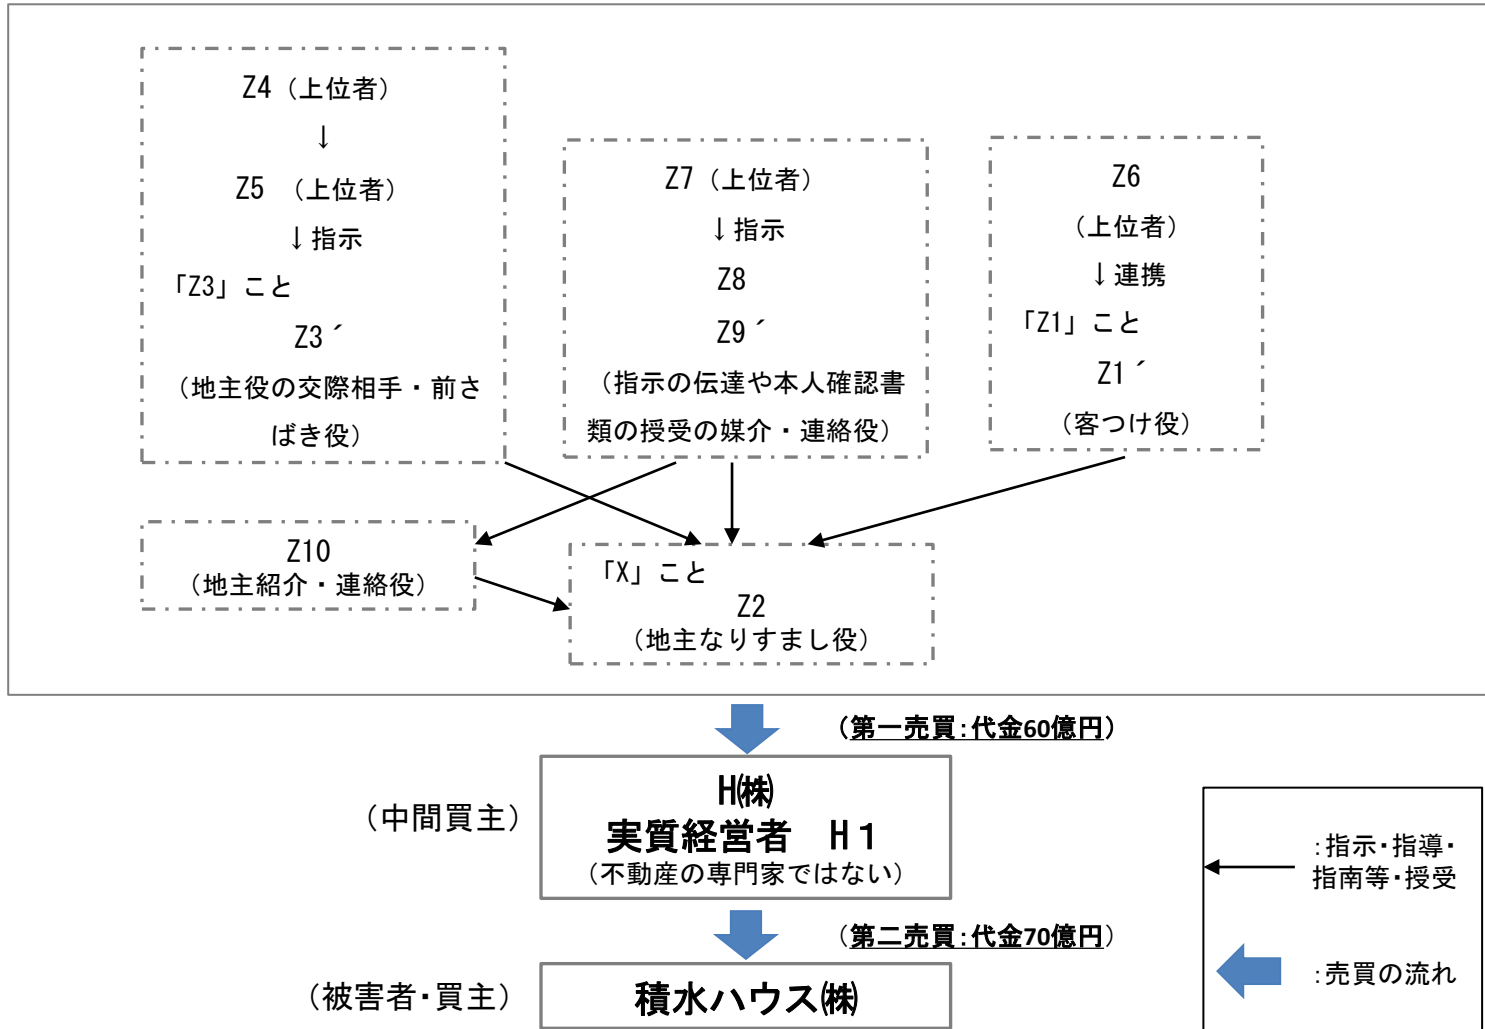 Z4（上位者）
↓
Z5 （上位者）
↓指示
「Z3」こと
Z3´
（地主役の交際相手・前さ
ばき役）
Z7（上位者）
↓指示
Z8
Z9´
（指示の伝達や本人確認書
類の授受の媒介・連絡役）
Z6
（上位者）
↓連携
「Z1」こと
Z1´
（客つけ役）
Z10
（地主紹介・連絡役）
「X」こと
Z2
（地主なりすまし役）
（第一売買：代金60億円）
（中間買主）
H㈱
実質経営者　H１
（不動産の専門家ではない）
（第二売買：代金70億円）
（被害者・買主）
積水ハウス㈱
：指示・指導・
指南等・授受
：売買の流れ